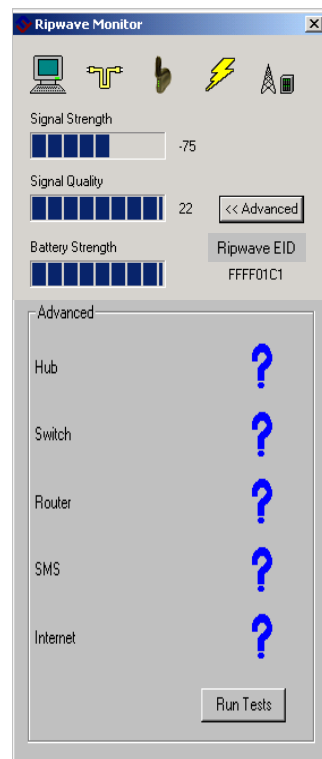 Ripwave Monitor
Signal Strength
-75
Signal Quality
22
<< Advanced
Battery Strength
Ripwave EID
FFFF01C1
Advanced
Hub
?
Switch
?
Router
?
SMS
?
Internet
?
Run Tests